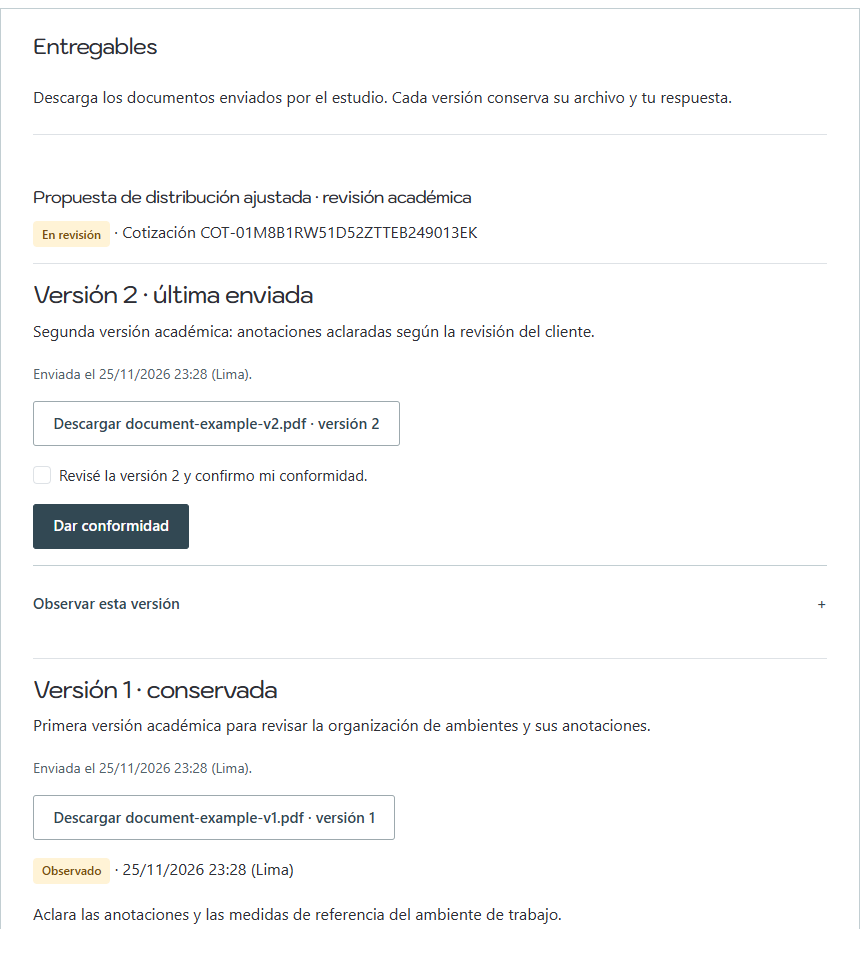 Entregables
Descarga los documentos enviados por el estudio. Cada versión conserva su archivo y tu respuesta.
Propuesta de distribución ajustada · revisión académica
En revisión · Cotización COT-01M8B1RW51D52ZTTEB249013EK
Versión 2 · última enviada
Segunda versión académica: anotaciones aclaradas según la revisión del cliente.
Enviada el 25/11/2026 23:28 (Lima).
Descargar document-example-v2.pdf · versión 2
Revisé la versión 2 y confirmo mi conformidad.
Dar conformidad
Observar esta versión +
Versión 1 · conservada
Primera versión académica para revisar la organización de ambientes y sus anotaciones.
Enviada el 25/11/2026 23:28 (Lima).
Descargar document-example-v1.pdf · versión 1
Observado · 25/11/2026 23:28 (Lima)
Aclara las anotaciones y las medidas de referencia del ambiente de trabajo.